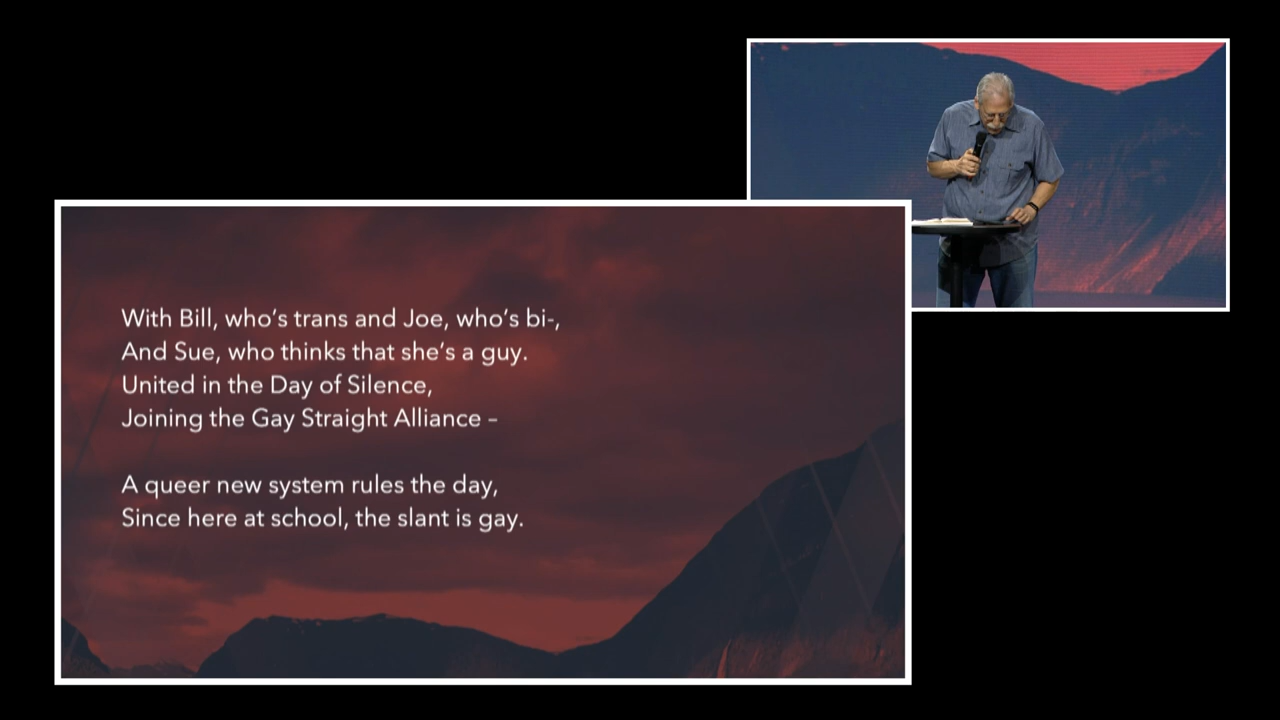 With Bill, who's trans and Joe, who's bi-,
And Sue, who thinks that she's a guy.
United in the Day of Silence,
Joining the Gay Straight Alliance –
A queer new system rules the day,
Since here at school, the slant is gay.